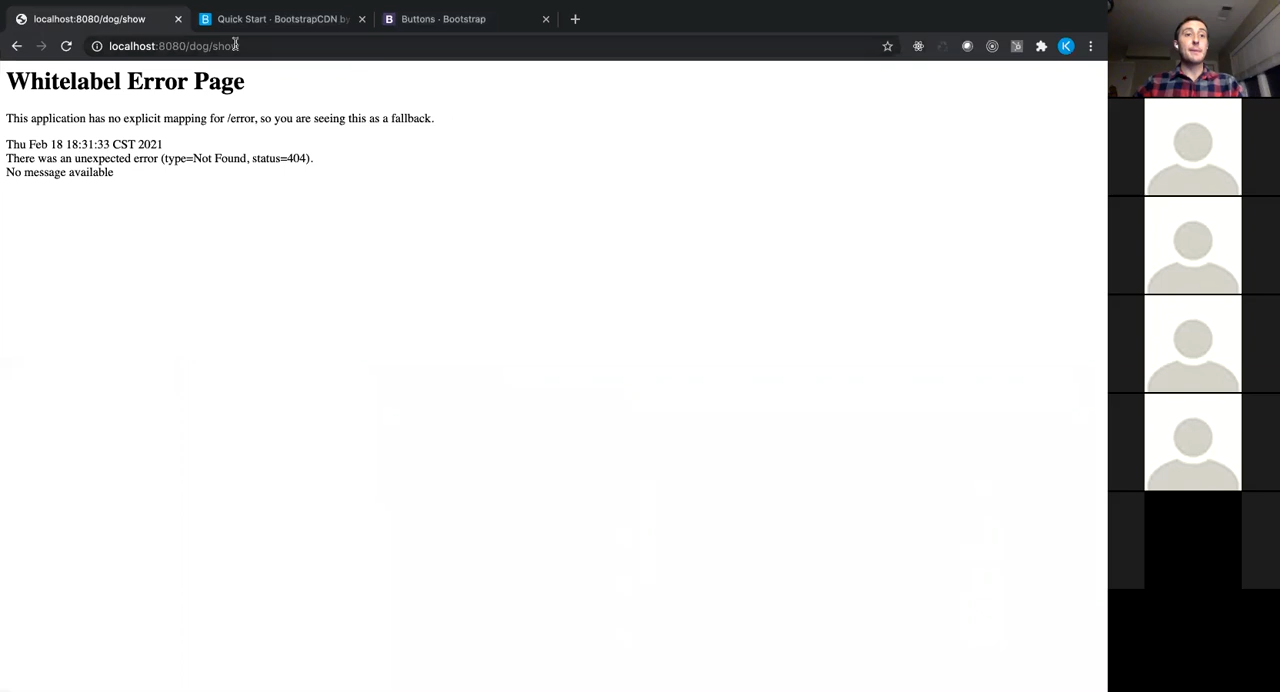 localhost:8080/dog/show
Quick Start · BootstrapCDN by
Buttons · Bootstrap
localhost:8080/dog/show
K
Whitelabel Error Page
This application has no explicit mapping for /error, so you are seeing this as a fallback.
Thu Feb 18 18:31:33 CST 2021
There was an unexpected error (type=Not Found, status=404).
No message available